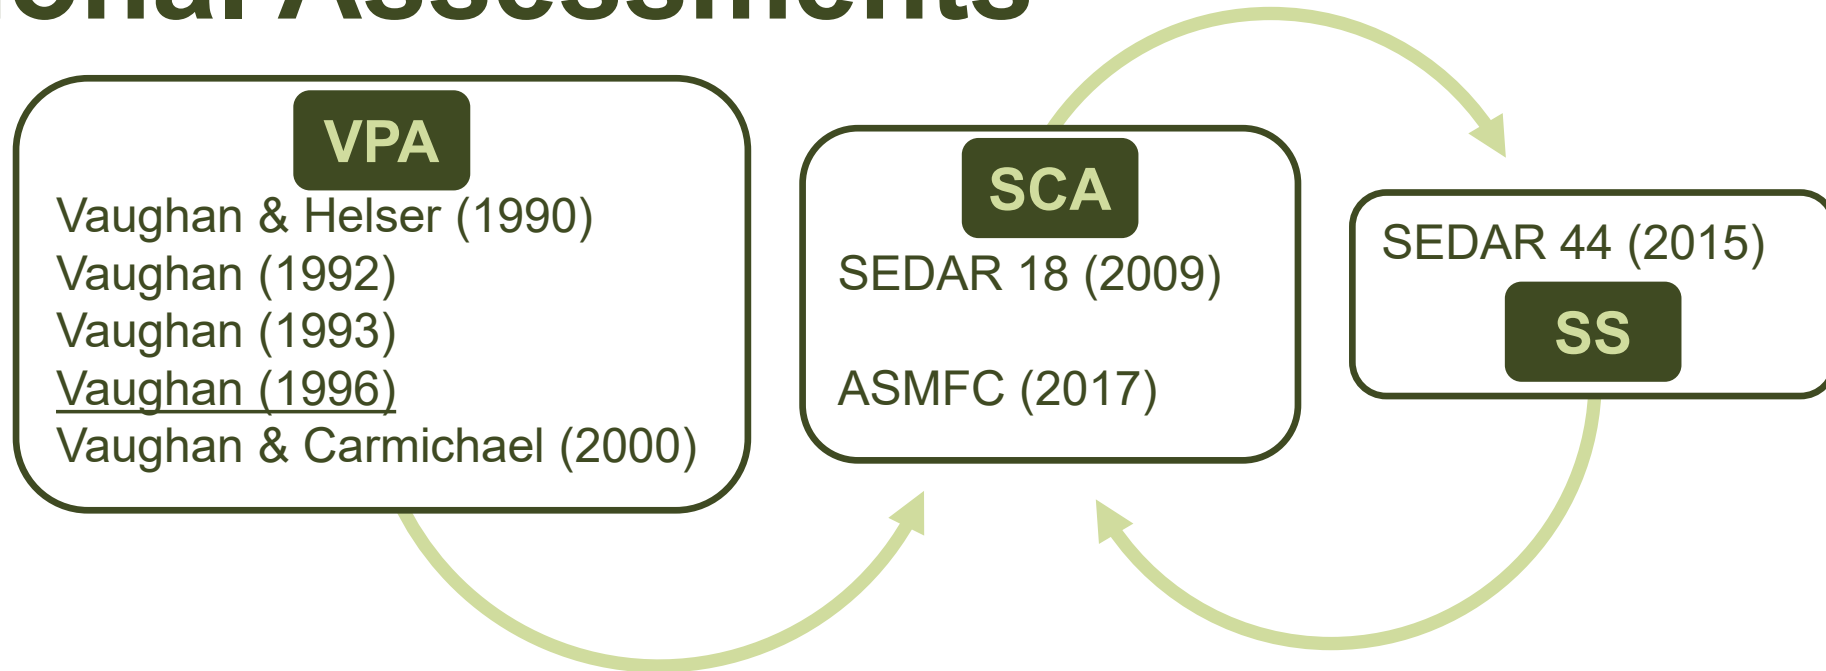 Assessments
VPA
Vaughan & Helser (1990)
Vaughan (1992)
Vaughan (1993)
Vaughan (1996)
Vaughan & Carmichael (2000)
SCA
SEDAR 18 (2009)
ASMFC (2017)
SEDAR 44 (2015)
SS